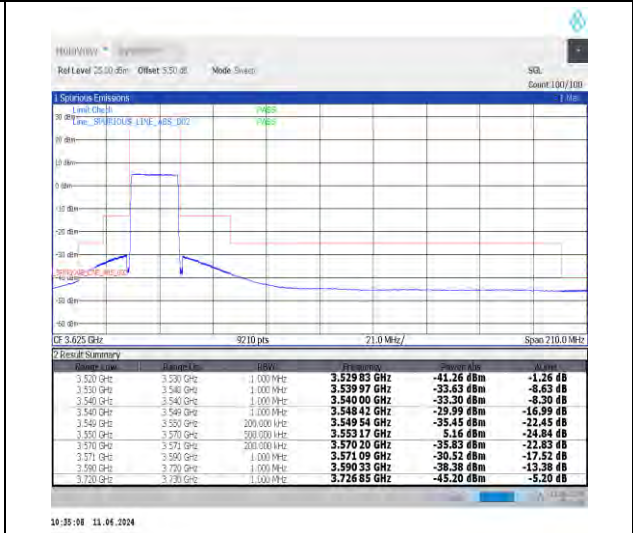 MultiView
Ref Level 25.00 dBm Offset 5.50 dB Mode Sweep SGL
Count 100/100
1 Spurious Emissions
Limit Check PASS
Line _SPURIOUS_LINE_ABS_002 PASS
30 dBm
20 dBm
10 dBm
0 dBm
-10 dBm
-20 dBm
-30 dBm
-50 dBm
-60 dBm
CF 3.625 GHz 9210 pts 21.0 MHz/ Span 210.0 MHz
2 Result Summary
Range Low Range Up RBW Frequency Power Abs ΔLimit
3.520 GHz 3.530 GHz 1.000 MHz 3.529 83 GHz -41.26 dBm -1.26 dB
3.530 GHz 3.540 GHz 1.000 MHz 3.539 97 GHz -33.63 dBm -8.63 dB
3.540 GHz 3.540 GHz 1.000 MHz 3.540 00 GHz -33.30 dBm -8.30 dB
3.540 GHz 3.549 GHz 1.000 MHz 3.548 42 GHz -29.99 dBm -16.99 dB
3.549 GHz 3.550 GHz 200.000 kHz 3.549 54 GHz -35.45 dBm -22.45 dB
3.550 GHz 3.570 GHz 500.000 kHz 3.553 17 GHz 5.16 dBm -24.84 dB
3.570 GHz 3.571 GHz 200.000 kHz 3.570 20 GHz -35.83 dBm -22.83 dB
3.571 GHz 3.590 GHz 1.000 MHz 3.571 09 GHz -30.52 dBm -17.52 dB
3.590 GHz 3.720 GHz 1.000 MHz 3.590 33 GHz -38.38 dBm -13.38 dB
3.720 GHz 3.730 GHz 1.000 MHz 3.726 85 GHz -45.20 dBm -5.20 dB
10:35:08 11.06.2024